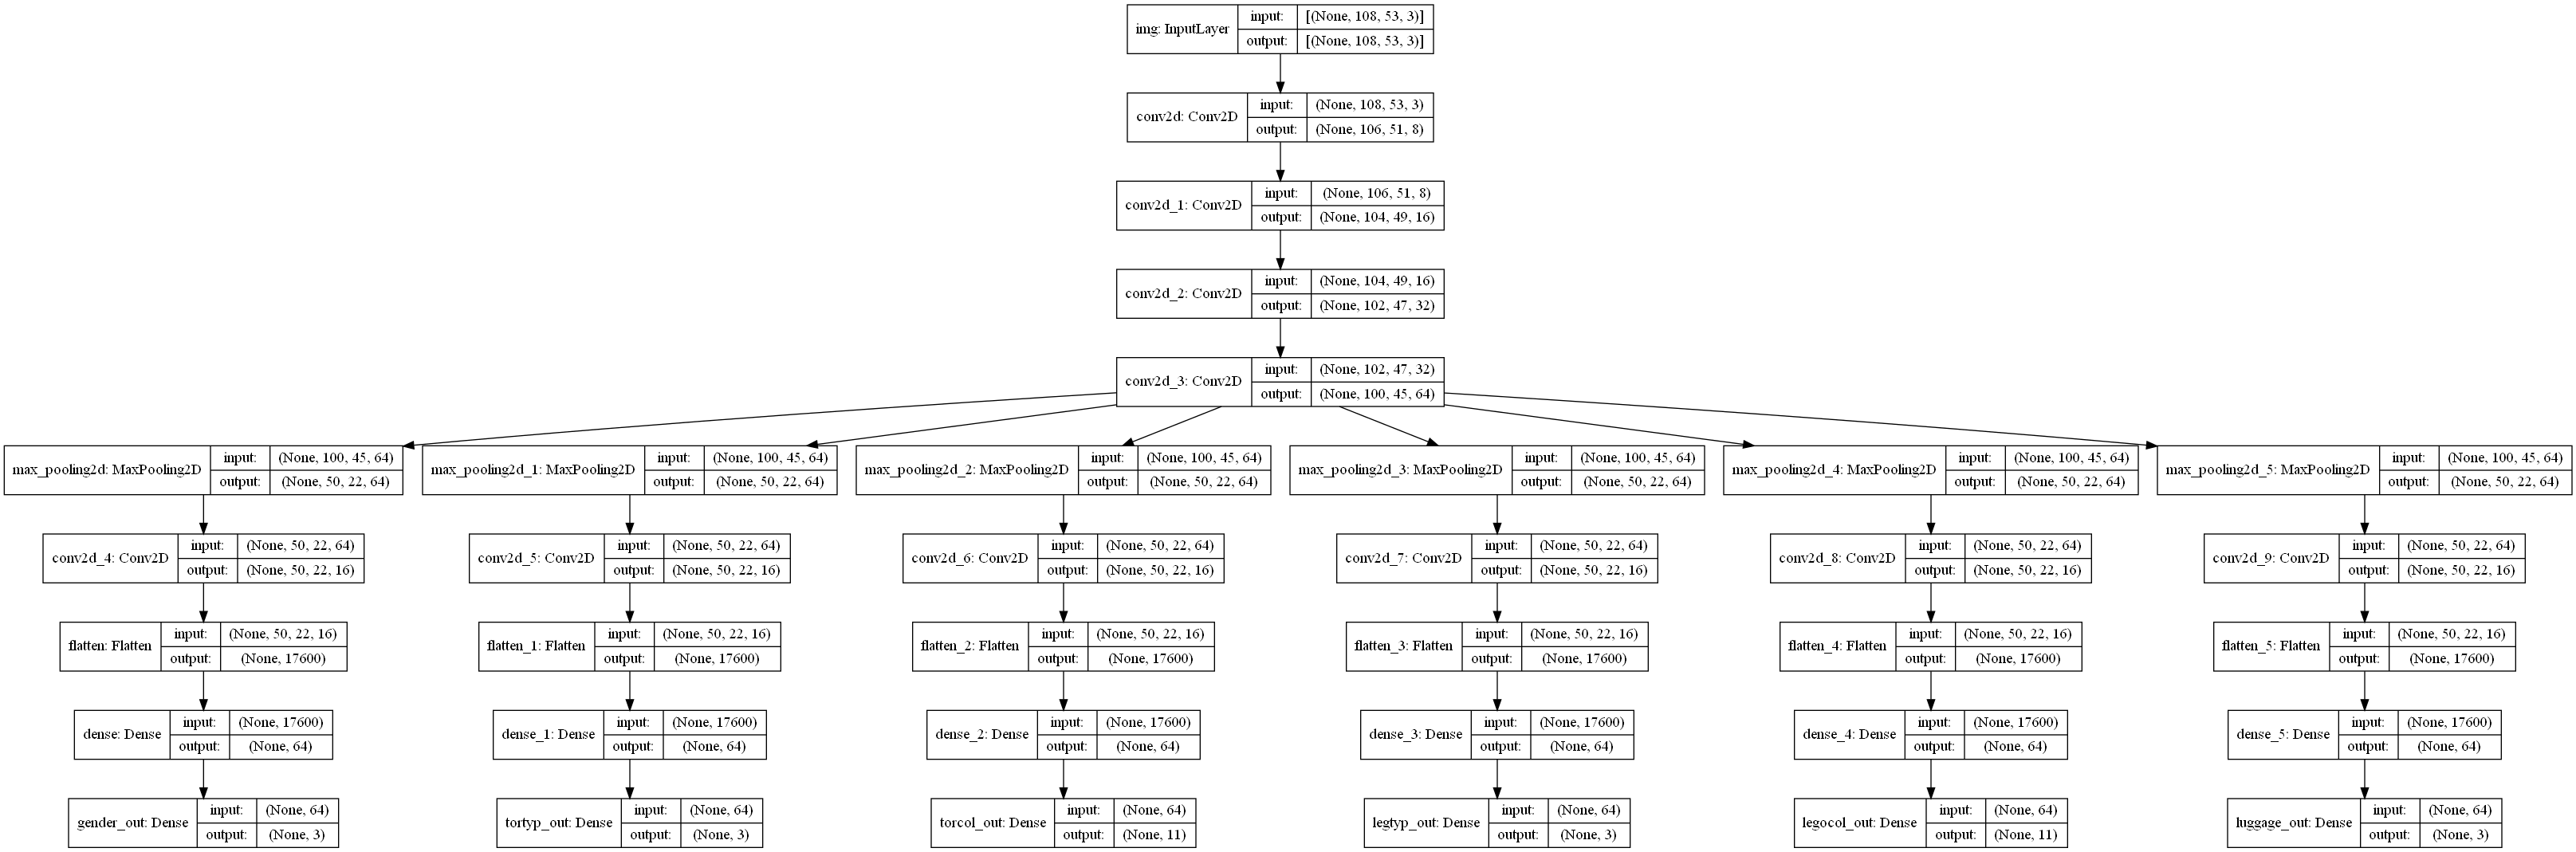 img: InputLayer input: [(None, 108, 53, 3)]
output: [(None, 108, 53, 3)]
conv2d: Conv2D input: (None, 108, 53, 3)
output: (None, 106, 51, 8)
conv2d_1: Conv2D input: (None, 106, 51, 8)
output: (None, 104, 49, 16)
conv2d_2: Conv2D input: (None, 104, 49, 16)
output: (None, 102, 47, 32)
conv2d_3: Conv2D input: (None, 102, 47, 32)
output: (None, 100, 45, 64)
max_pooling2d: MaxPooling2D input: (None, 100, 45, 64)
output: (None, 50, 22, 64)
max_pooling2d_1: MaxPooling2D input: (None, 100, 45, 64)
output: (None, 50, 22, 64)
max_pooling2d_2: MaxPooling2D input: (None, 100, 45, 64)
output: (None, 50, 22, 64)
max_pooling2d_3: MaxPooling2D input: (None, 100, 45, 64)
output: (None, 50, 22, 64)
max_pooling2d_4: MaxPooling2D input: (None, 100, 45, 64)
output: (None, 50, 22, 64)
max_pooling2d_5: MaxPooling2D input: (None, 100, 45, 64)
output: (None, 50, 22, 64)
conv2d_4: Conv2D input: (None, 50, 22, 64)
output: (None, 50, 22, 16)
conv2d_5: Conv2D input: (None, 50, 22, 64)
output: (None, 50, 22, 16)
conv2d_6: Conv2D input: (None, 50, 22, 64)
output: (None, 50, 22, 16)
conv2d_7: Conv2D input: (None, 50, 22, 64)
output: (None, 50, 22, 16)
conv2d_8: Conv2D input: (None, 50, 22, 64)
output: (None, 50, 22, 16)
conv2d_9: Conv2D input: (None, 50, 22, 64)
output: (None, 50, 22, 16)
flatten: Flatten input: (None, 50, 22, 16)
output: (None, 17600)
flatten_1: Flatten input: (None, 50, 22, 16)
output: (None, 17600)
flatten_2: Flatten input: (None, 50, 22, 16)
output: (None, 17600)
flatten_3: Flatten input: (None, 50, 22, 16)
output: (None, 17600)
flatten_4: Flatten input: (None, 50, 22, 16)
output: (None, 17600)
flatten_5: Flatten input: (None, 50, 22, 16)
output: (None, 17600)
dense: Dense input: (None, 17600)
output: (None, 64)
dense_1: Dense input: (None, 17600)
output: (None, 64)
dense_2: Dense input: (None, 17600)
output: (None, 64)
dense_3: Dense input: (None, 17600)
output: (None, 64)
dense_4: Dense input: (None, 17600)
output: (None, 64)
dense_5: Dense input: (None, 17600)
output: (None, 64)
gender_out: Dense input: (None, 64)
output: (None, 3)
tortyp_out: Dense input: (None, 64)
output: (None, 3)
torcol_out: Dense input: (None, 64)
output: (None, 11)
legtyp_out: Dense input: (None, 64)
output: (None, 3)
legocol_out: Dense input: (None, 64)
output: (None, 11)
luggage_out: Dense input: (None, 64)
output: (None, 3)